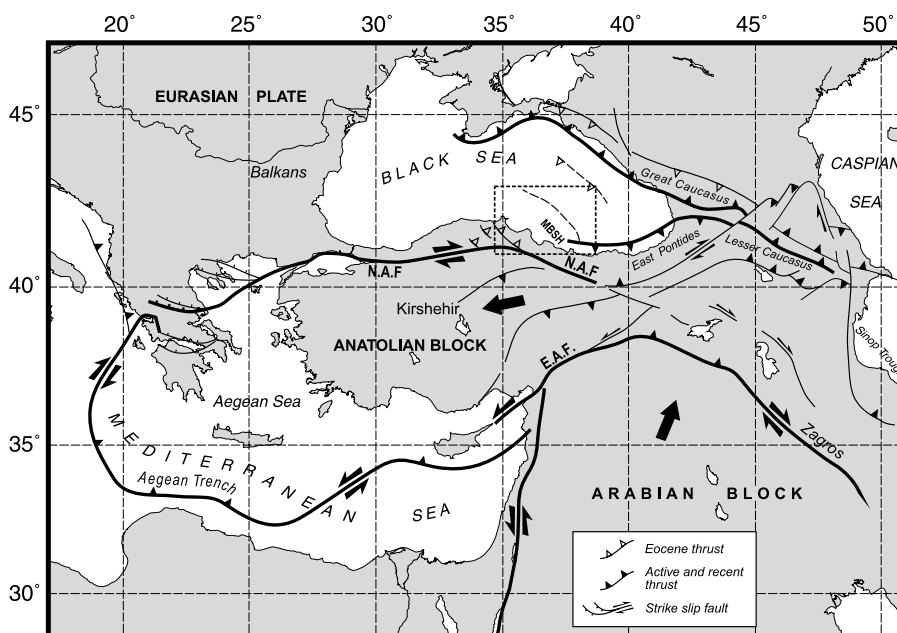 20° 25° 30° 35° 40° 45° 50°
45°
40°
35°
30°
EURASIAN PLATE
Balkans
BLACK SEA
CASPIAN
SEA
Great Caucasus
MBSH
East Pontides
Lesser Caucasus
N.A.F
N.A.F
Kirshehir
ANATOLIAN BLOCK
E.A.F.
Sinop Trough
Aegean Sea
MEDITERRANEAN
SEA
Aegean Trench
Zagros
ARABIAN BLOCK
Eocene thrust
Active and recent
thrust
Strike slip fault